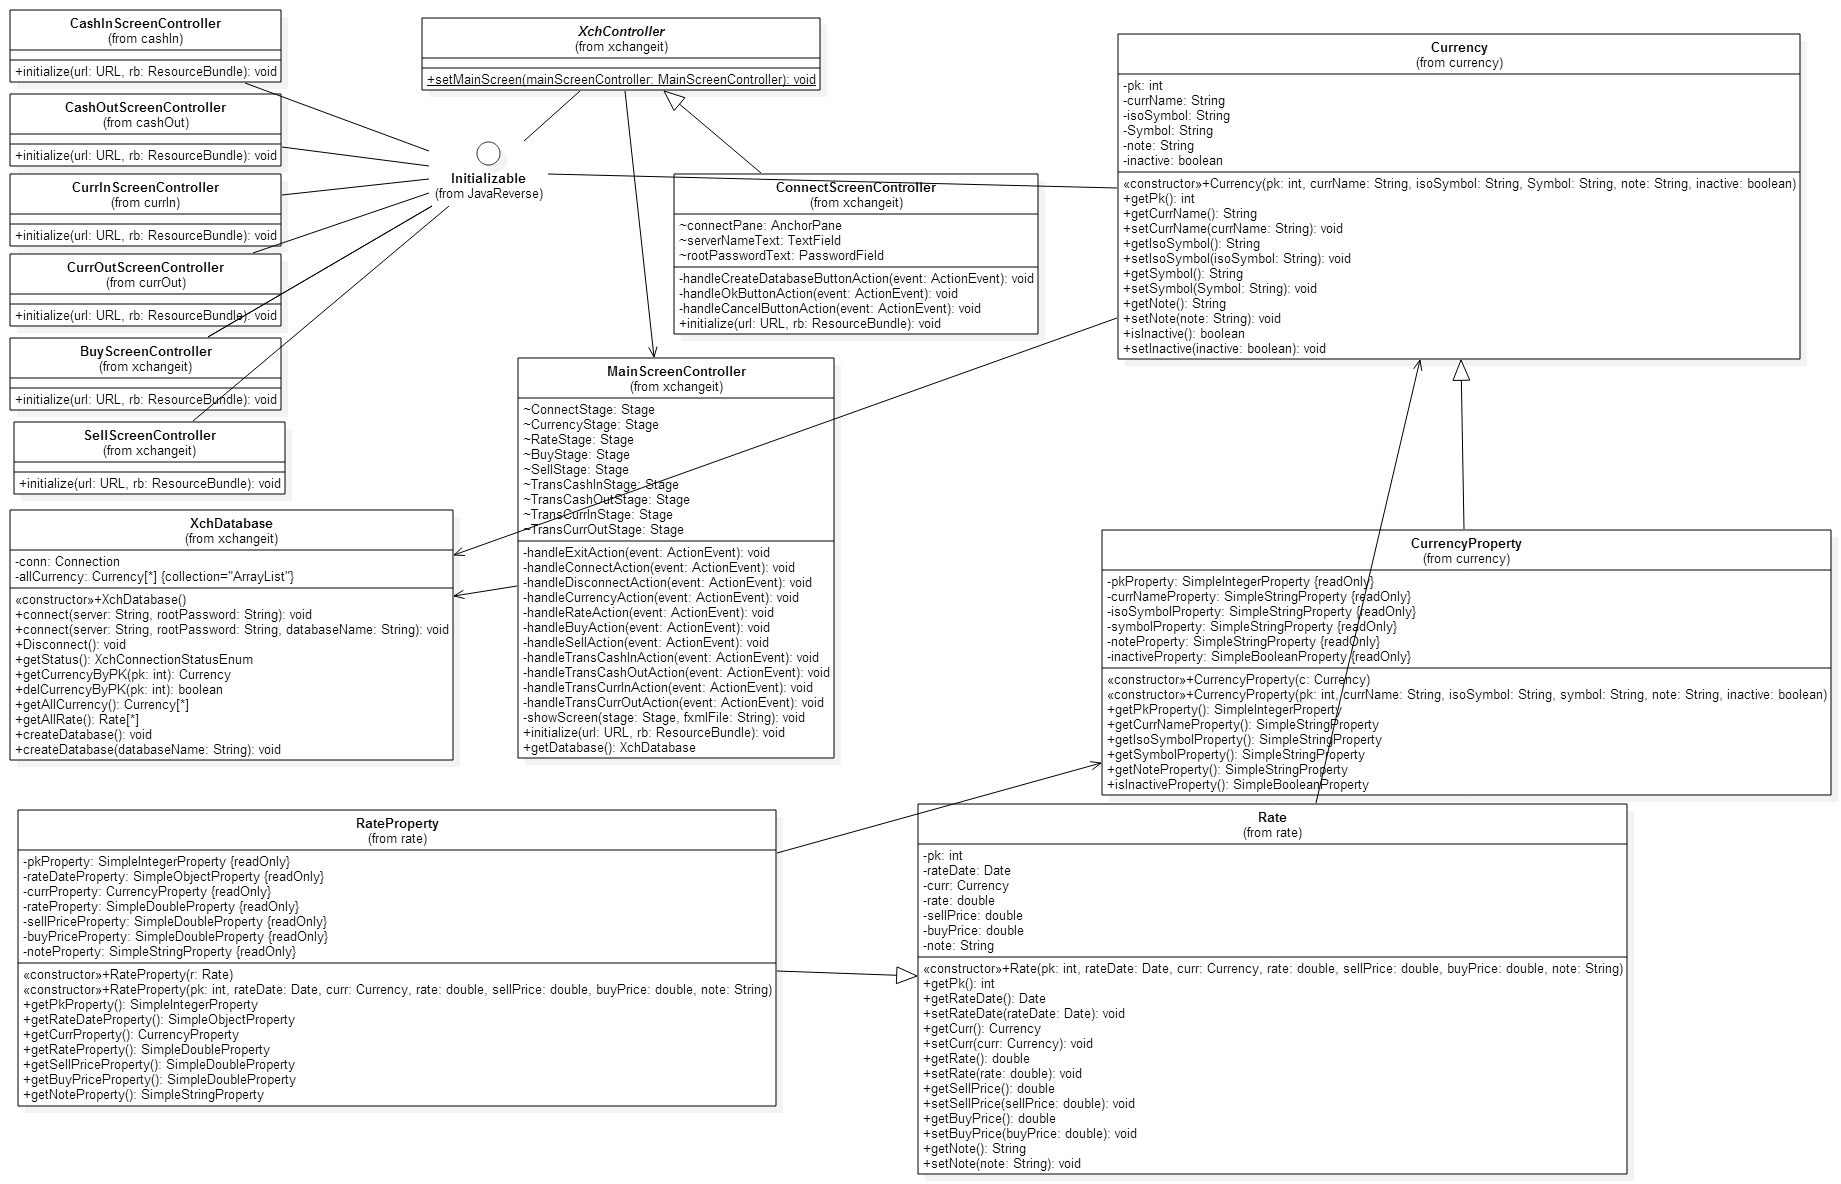 CashInScreenController
(from cashIn)
+initialize(url: URL, rb: ResourceBundle): void
CashOutScreenController
(from cashOut)
+initialize(url: URL, rb: ResourceBundle): void
CurrInScreenController
(from currIn)
+initialize(url: URL, rb: ResourceBundle): void
CurrOutScreenController
(from currOut)
+initialize(url: URL, rb: ResourceBundle): void
BuyScreenController
(from xchangeit)
+initialize(url: URL, rb: ResourceBundle): void
SellScreenController
(from xchangeit)
+initialize(url: URL, rb: ResourceBundle): void
XchController
(from xchangeit)
+setMainScreen(mainScreenController: MainScreenController): void
Initializable
(from JavaReverse)
ConnectScreenController
(from xchangeit)
~connectPane: AnchorPane
~serverNameText: TextField
~rootPasswordText: PasswordField
-handleCreateDatabaseButtonAction(event: ActionEvent): void
-handleOkButtonAction(event: ActionEvent): void
-handleCancelButtonAction(event: ActionEvent): void
+initialize(url: URL, rb: ResourceBundle): void
Currency
(from currency)
-pk: int
-currName: String
-isoSymbol: String
-Symbol: String
-note: String
-inactive: boolean
«constructor»+Currency(pk: int, currName: String, isoSymbol: String, Symbol: String, note: String, inactive: boolean)
+getPk(): int
+getCurrName(): String
+setCurrName(currName: String): void
+getIsoSymbol(): String
+setIsoSymbol(isoSymbol: String): void
+getSymbol(): String
+setSymbol(Symbol: String): void
+getNote(): String
+setNote(note: String): void
+isInactive(): boolean
+setInactive(inactive: boolean): void
MainScreenController
(from xchangeit)
~ConnectStage: Stage
~CurrencyStage: Stage
~RateStage: Stage
~BuyStage: Stage
~SellStage: Stage
~TransCashInStage: Stage
~TransCashOutStage: Stage
~TransCurrInStage: Stage
~TransCurrOutStage: Stage
-handleExitAction(event: ActionEvent): void
-handleConnectAction(event: ActionEvent): void
-handleDisconnectAction(event: ActionEvent): void
-handleCurrencyAction(event: ActionEvent): void
-handleRateAction(event: ActionEvent): void
-handleBuyAction(event: ActionEvent): void
-handleSellAction(event: ActionEvent): void
-handleTransCashInAction(event: ActionEvent): void
-handleTransCashOutAction(event: ActionEvent): void
-handleTransCurrInAction(event: ActionEvent): void
-handleTransCurrOutAction(event: ActionEvent): void
-showScreen(stage: Stage, fxmlFile: String): void
+initialize(url: URL, rb: ResourceBundle): void
+getDatabase(): XchDatabase
XchDatabase
(from xchangeit)
-conn: Connection
-allCurrency: Currency[*] {collection="ArrayList"}
«constructor»+XchDatabase()
+connect(server: String, rootPassword: String): void
+connect(server: String, rootPassword: String, databaseName: String): void
+Disconnect(): void
+getStatus(): XchConnectionStatusEnum
+getCurrencyByPK(pk: int): Currency
+delCurrencyByPK(pk: int): boolean
+getAllCurrency(): Currency[*]
+getAllRate(): Rate[*]
+createDatabase(): void
+createDatabase(databaseName: String): void
CurrencyProperty
(from currency)
-pkProperty: SimpleIntegerProperty {readOnly}
-currNameProperty: SimpleStringProperty {readOnly}
-isoSymbolProperty: SimpleStringProperty {readOnly}
-symbolProperty: SimpleStringProperty {readOnly}
-noteProperty: SimpleStringProperty {readOnly}
-inactiveProperty: SimpleBooleanProperty {readOnly}
«constructor»+CurrencyProperty(c: Currency)
«constructor»+CurrencyProperty(pk: int, currName: String, isoSymbol: String, symbol: String, note: String, inactive: boolean)
+getPkProperty(): SimpleIntegerProperty
+getCurrNameProperty(): SimpleStringProperty
+getIsoSymbolProperty(): SimpleStringProperty
+getSymbolProperty(): SimpleStringProperty
+getNoteProperty(): SimpleStringProperty
+isInactiveProperty(): SimpleBooleanProperty
RateProperty
(from rate)
-pkProperty: SimpleIntegerProperty {readOnly}
-rateDateProperty: SimpleObjectProperty {readOnly}
-currProperty: CurrencyProperty {readOnly}
-rateProperty: SimpleDoubleProperty {readOnly}
-sellPriceProperty: SimpleDoubleProperty {readOnly}
-buyPriceProperty: SimpleDoubleProperty {readOnly}
-noteProperty: SimpleStringProperty {readOnly}
«constructor»+RateProperty(r: Rate)
«constructor»+RateProperty(pk: int, rateDate: Date, curr: Currency, rate: double, sellPrice: double, buyPrice: double, note: String)
+getPkProperty(): SimpleIntegerProperty
+getRateDateProperty(): SimpleObjectProperty
+getCurrProperty(): CurrencyProperty
+getRateProperty(): SimpleDoubleProperty
+getSellPriceProperty(): SimpleDoubleProperty
+getBuyPriceProperty(): SimpleDoubleProperty
+getNoteProperty(): SimpleStringProperty
Rate
(from rate)
-pk: int
-rateDate: Date
-curr: Currency
-rate: double
-sellPrice: double
-buyPrice: double
-note: String
«constructor»+Rate(pk: int, rateDate: Date, curr: Currency, rate: double, sellPrice: double, buyPrice: double, note: String)
+getPk(): int
+getRateDate(): Date
+setRateDate(rateDate: Date): void
+getCurr(): Currency
+setCurr(curr: Currency): void
+getRate(): double
+setRate(rate: double): void
+getSellPrice(): double
+setSellPrice(sellPrice: double): void
+getBuyPrice(): double
+setBuyPrice(buyPrice: double): void
+getNote(): String
+setNote(note: String): void